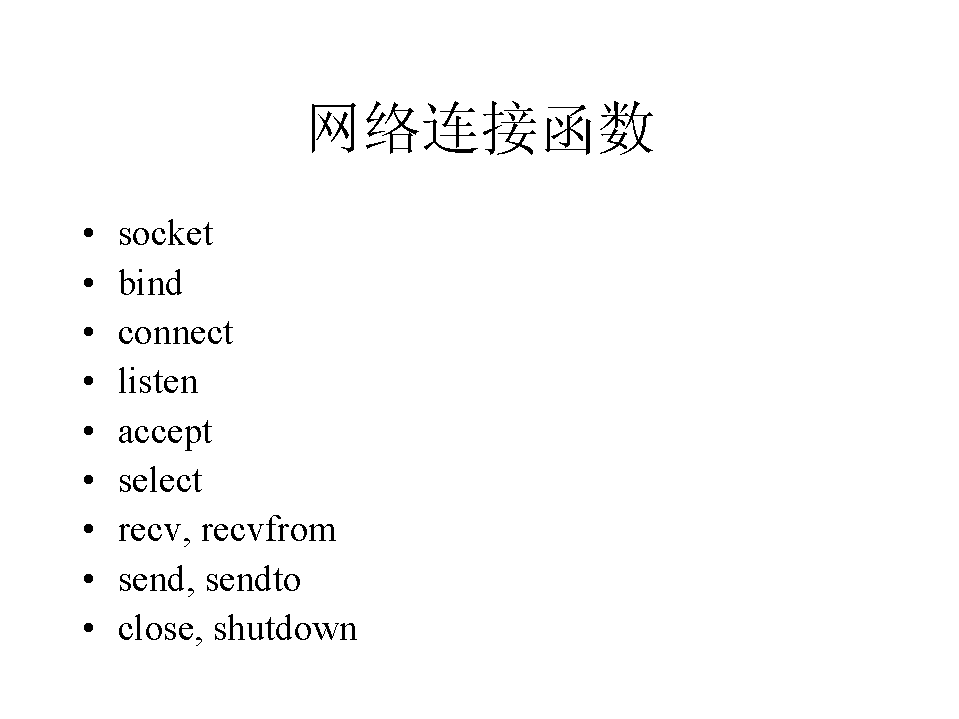 网络连接函数
• socket
• bind
• connect
• listen
• accept
• select
• recv, recvfrom
• send, sendto
• close, shutdown